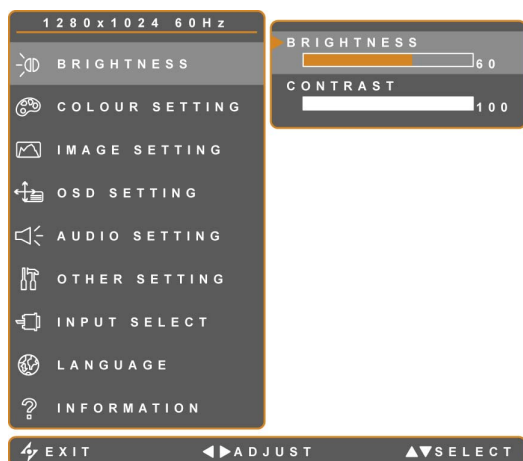 1280x1024 60Hz
BRIGHTNESS
COLOUR SETTING
IMAGE SETTING
OSD SETTING
AUDIO SETTING
OTHER SETTING
INPUT SELECT
LANGUAGE
INFORMATION
BRIGHTNESS
60
CONTRAST
100
EXIT ADJUST SELECT